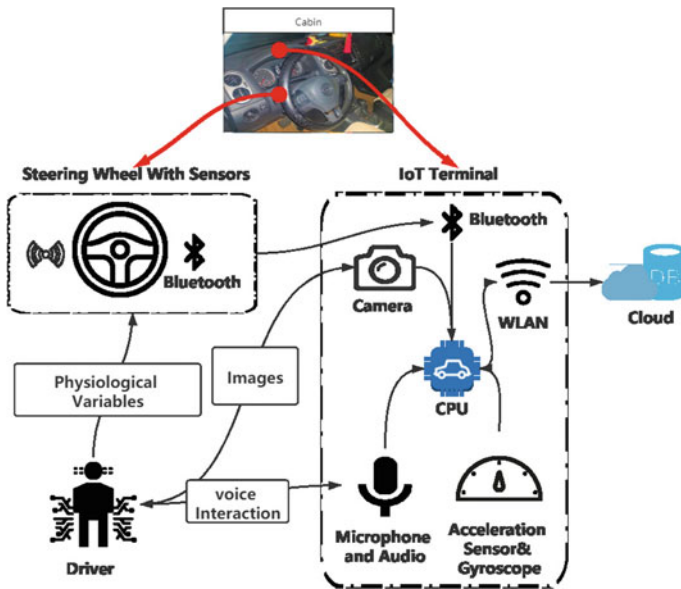 Cabin
Steering Wheel With Sensors
IoT Terminal
Bluetooth
Bluetooth
Camera
WLAN
DB
Cloud
Physiological
Variables
Images
CPU
voice
Interaction
Driver
Microphone
and Audio
Acceleration
Sensor&
Gyroscope